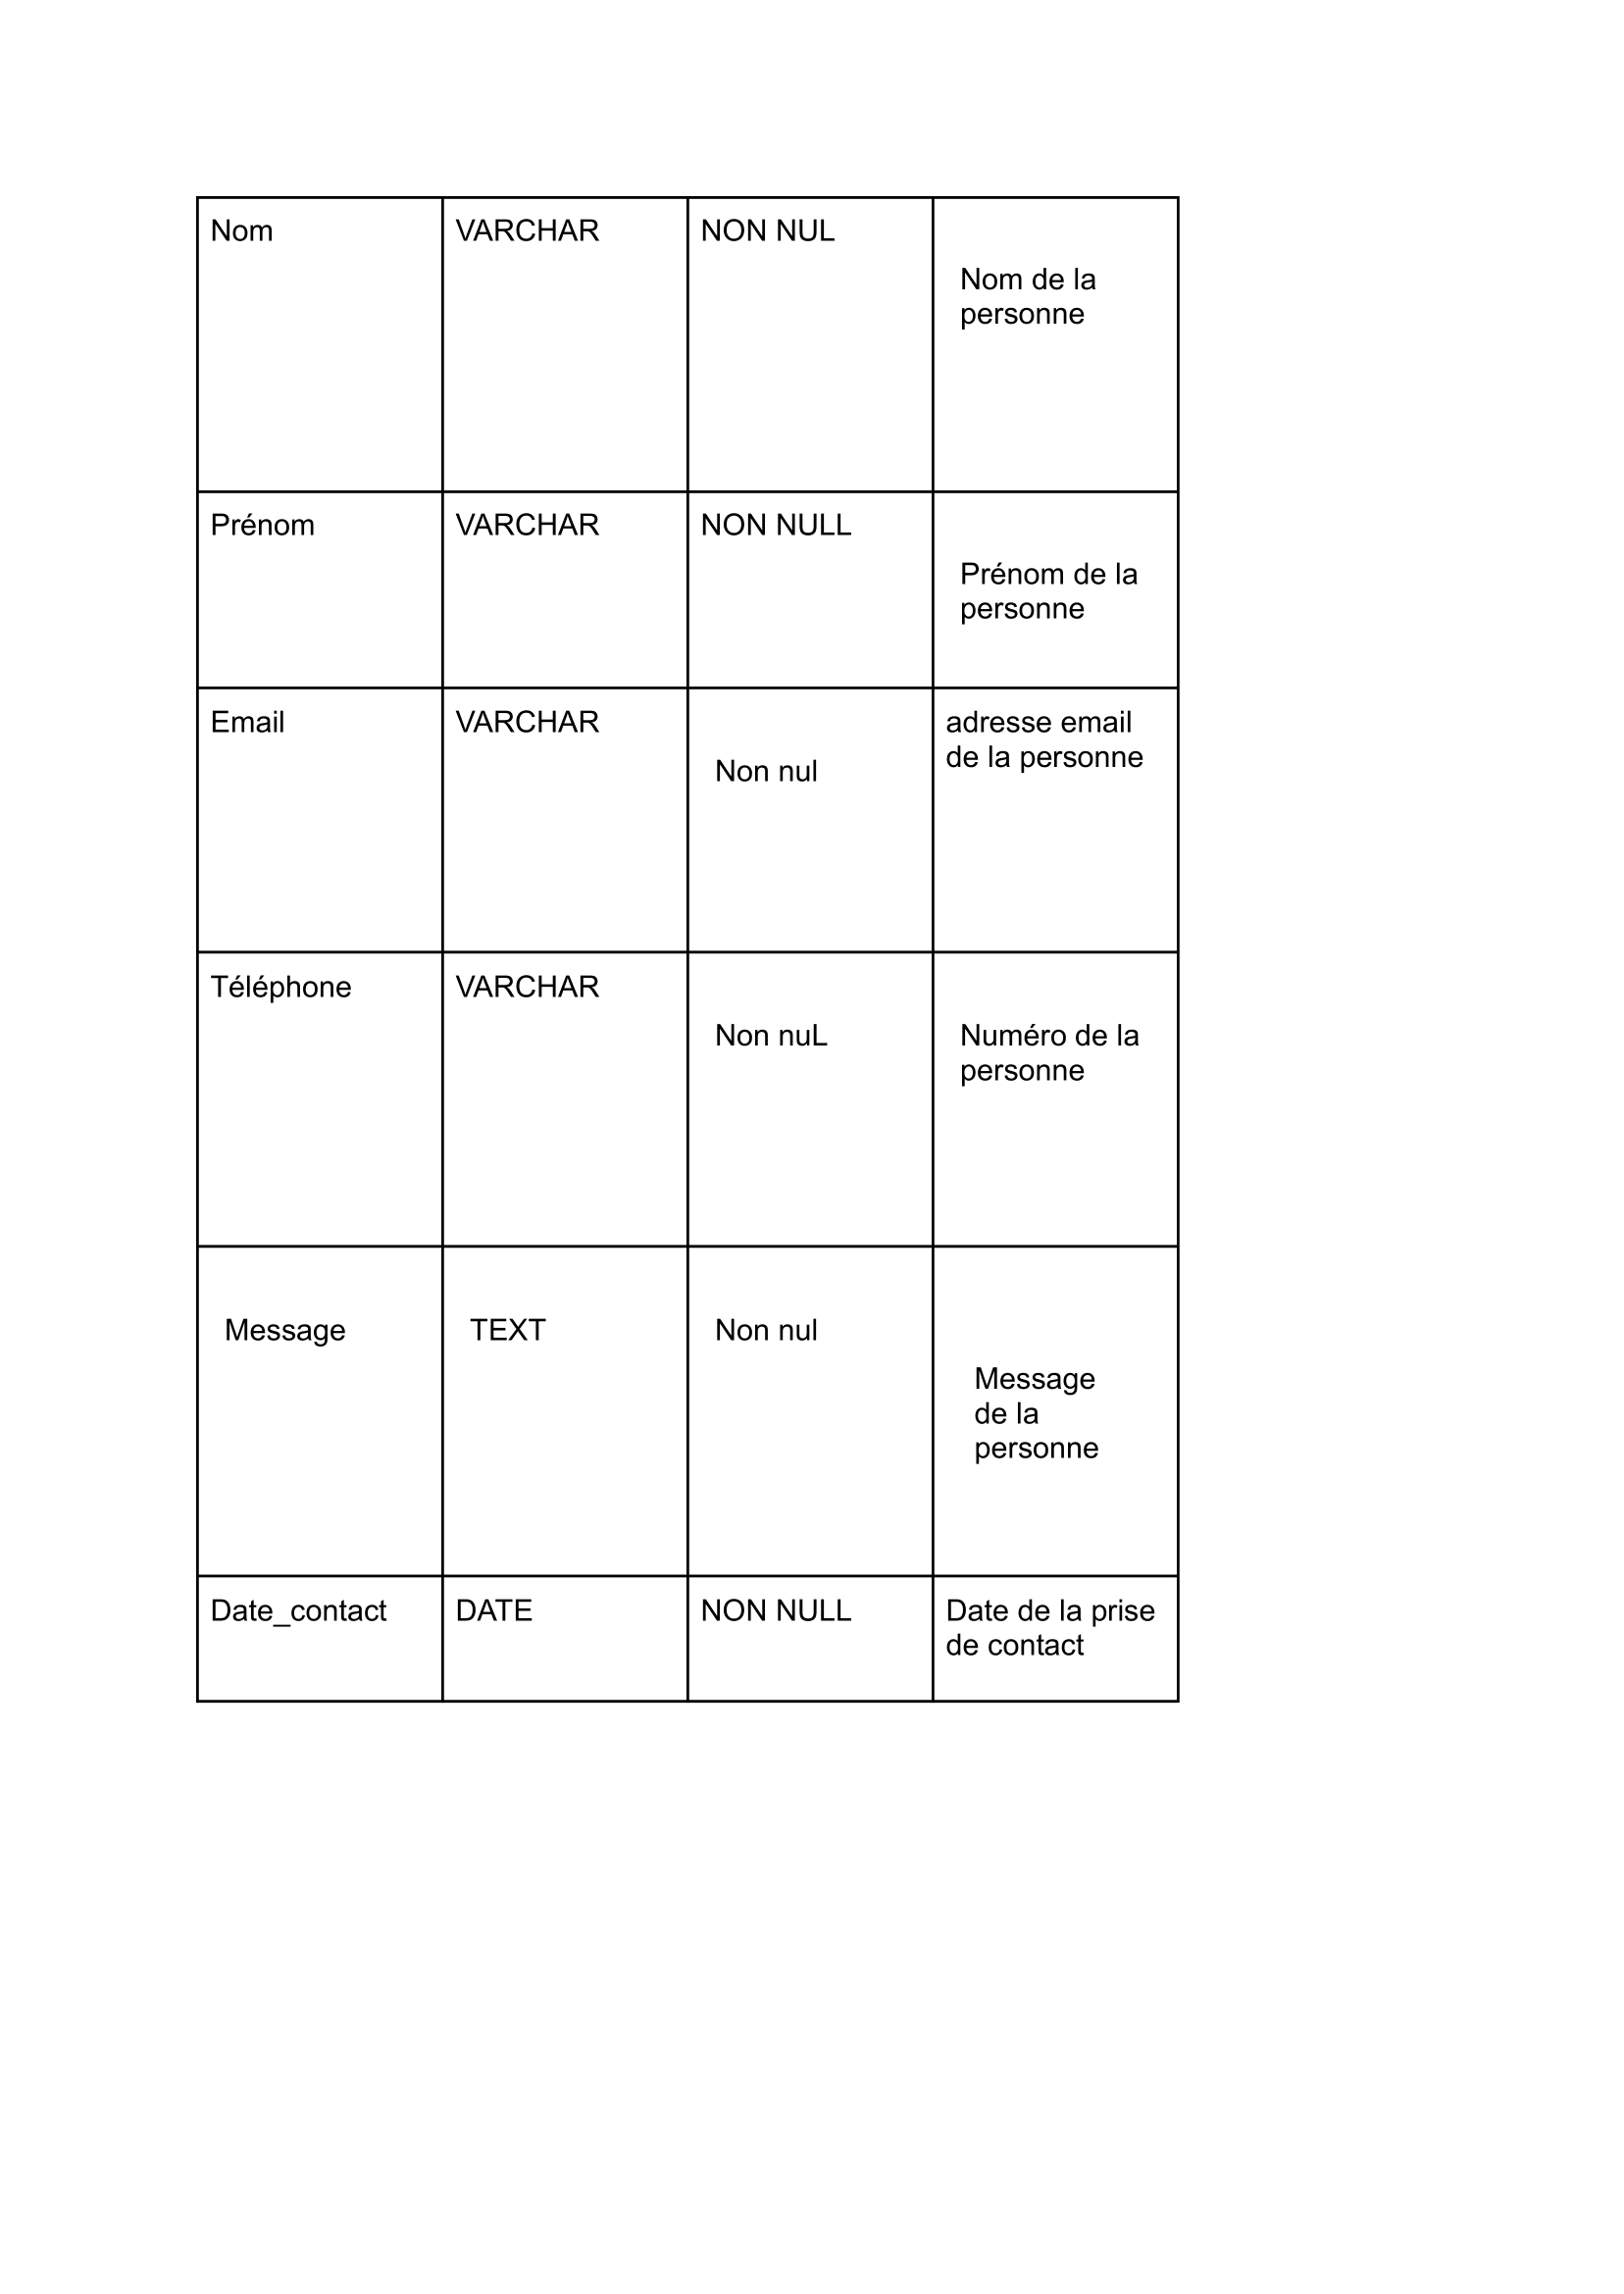 Nom VARCHAR NON NUL
Nom de la
personne
Prénom VARCHAR NON NULL
Prénom de la
personne
Email VARCHAR adresse email
de la personne
Non nul
Téléphone VARCHAR
Non nuL Numéro de la
personne
Message TEXT Non nul
Message
de la
personne
Date_contact DATE NON NULL Date de la prise
de contact